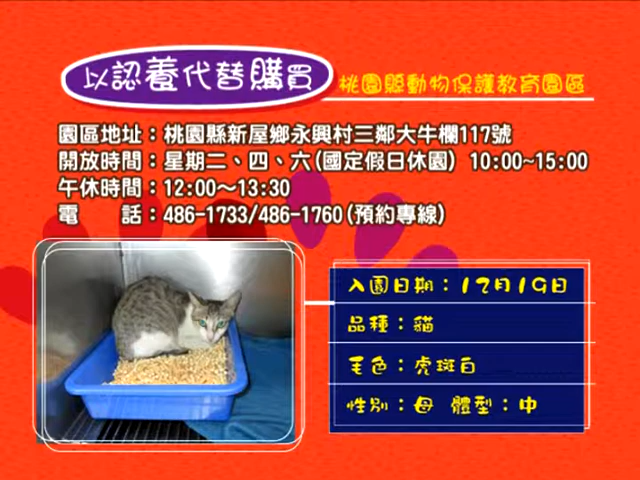 以認養代替購買
桃園縣動物保護教育園區
園區地址：桃園縣新屋鄉永興村三鄰大牛欄117號
開放時間：星期二、四、六(國定假日休園) 10:00~15:00
午休時間：12:00～13:30
電　　話：486-1733/486-1760(預約專線)
入園日期：12月19日
品種：貓
毛色：虎斑白
性別：母 體型：中